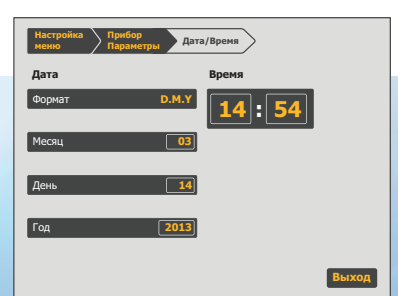 Настройка меню
Прибор Параметры
Дата/Время
Дата
Время
Формат D.M.Y
14 : 54
Месяц 03
День 14
Год 2013
Выход